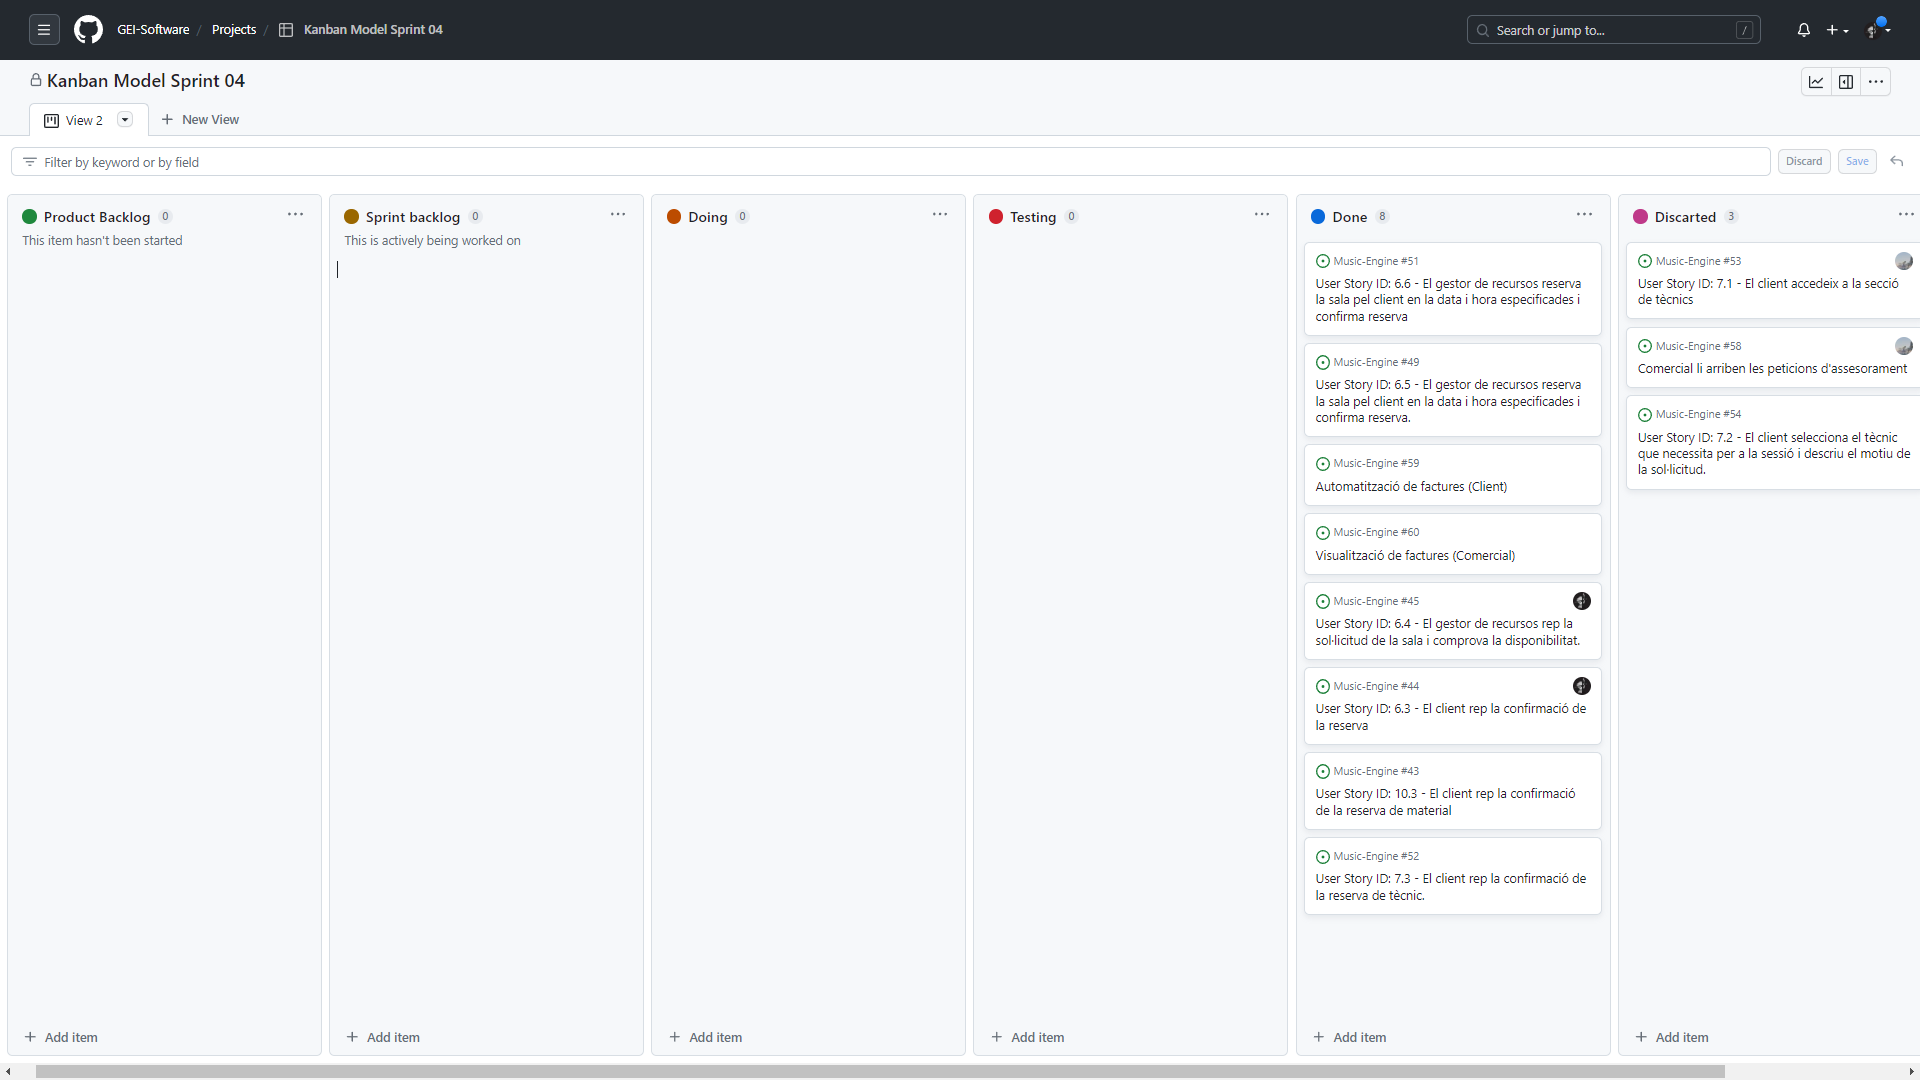 GEI-Software / Projects / Kanban Model Sprint 04
Search or jump to...
/
Kanban Model Sprint 04
View 2
New View
Filter by keyword or by field
Discard
Save
Product Backlog 0
This item hasn't been started
Add item
Sprint backlog 0
This is actively being worked on
Add item
Doing 0
Add item
Testing 0
Add item
Done 8
Music-Engine #51
User Story ID: 6.6 - El gestor de recursos reserva
la sala pel client en la data i hora especificades i
confirma reserva
Music-Engine #49
User Story ID: 6.5 - El gestor de recursos reserva
la sala pel client en la data i hora especificades i
confirma reserva.
Music-Engine #59
Automatització de factures (Client)
Music-Engine #60
Visualització de factures (Comercial)
Music-Engine #45
User Story ID: 6.4 - El gestor de recursos rep la
sol·licitud de la sala i comprova la disponibilitat.
Music-Engine #44
User Story ID: 6.3 - El client rep la confirmació de
la reserva
Music-Engine #43
User Story ID: 10.3 - El client rep la confirmació
de la reserva de material
Music-Engine #52
User Story ID: 7.3 - El client rep la confirmació de
la reserva de tècnic.
Add item
Discarted 3
Music-Engine #53
User Story ID: 7.1 - El client accedeix a la secció
de tècnics
Music-Engine #58
Comercial li arriben les peticions d'assesorament
Music-Engine #54
User Story ID: 7.2 - El client selecciona el tècnic
que necessita per a la sessió i descriu el motiu de
la sol·licitud.
Add item